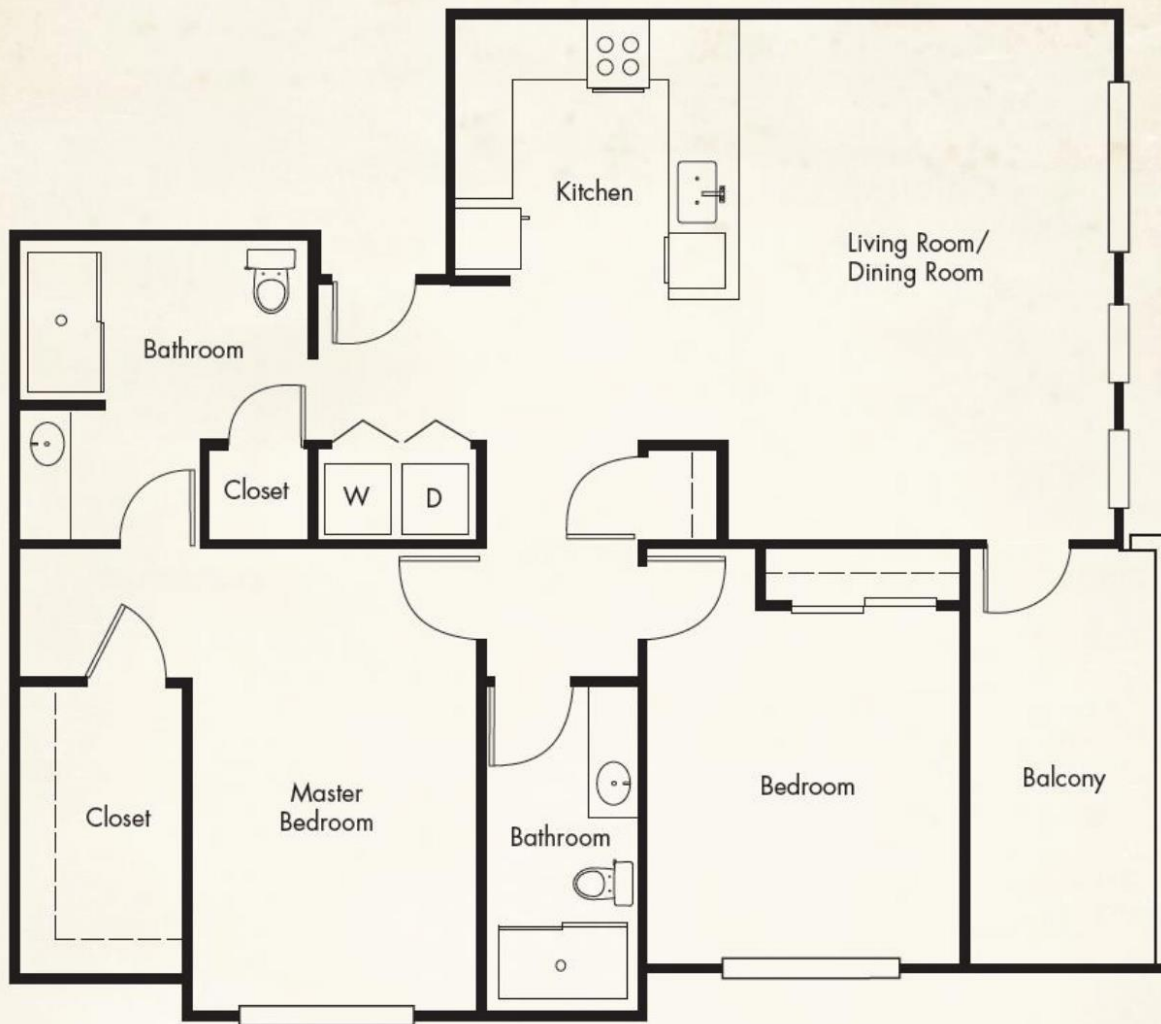 Kitchen
Living Room/
Dining Room
Bathroom
Closet
W
D
Master
Bedroom
Closet
Bathroom
Bedroom
Balcony